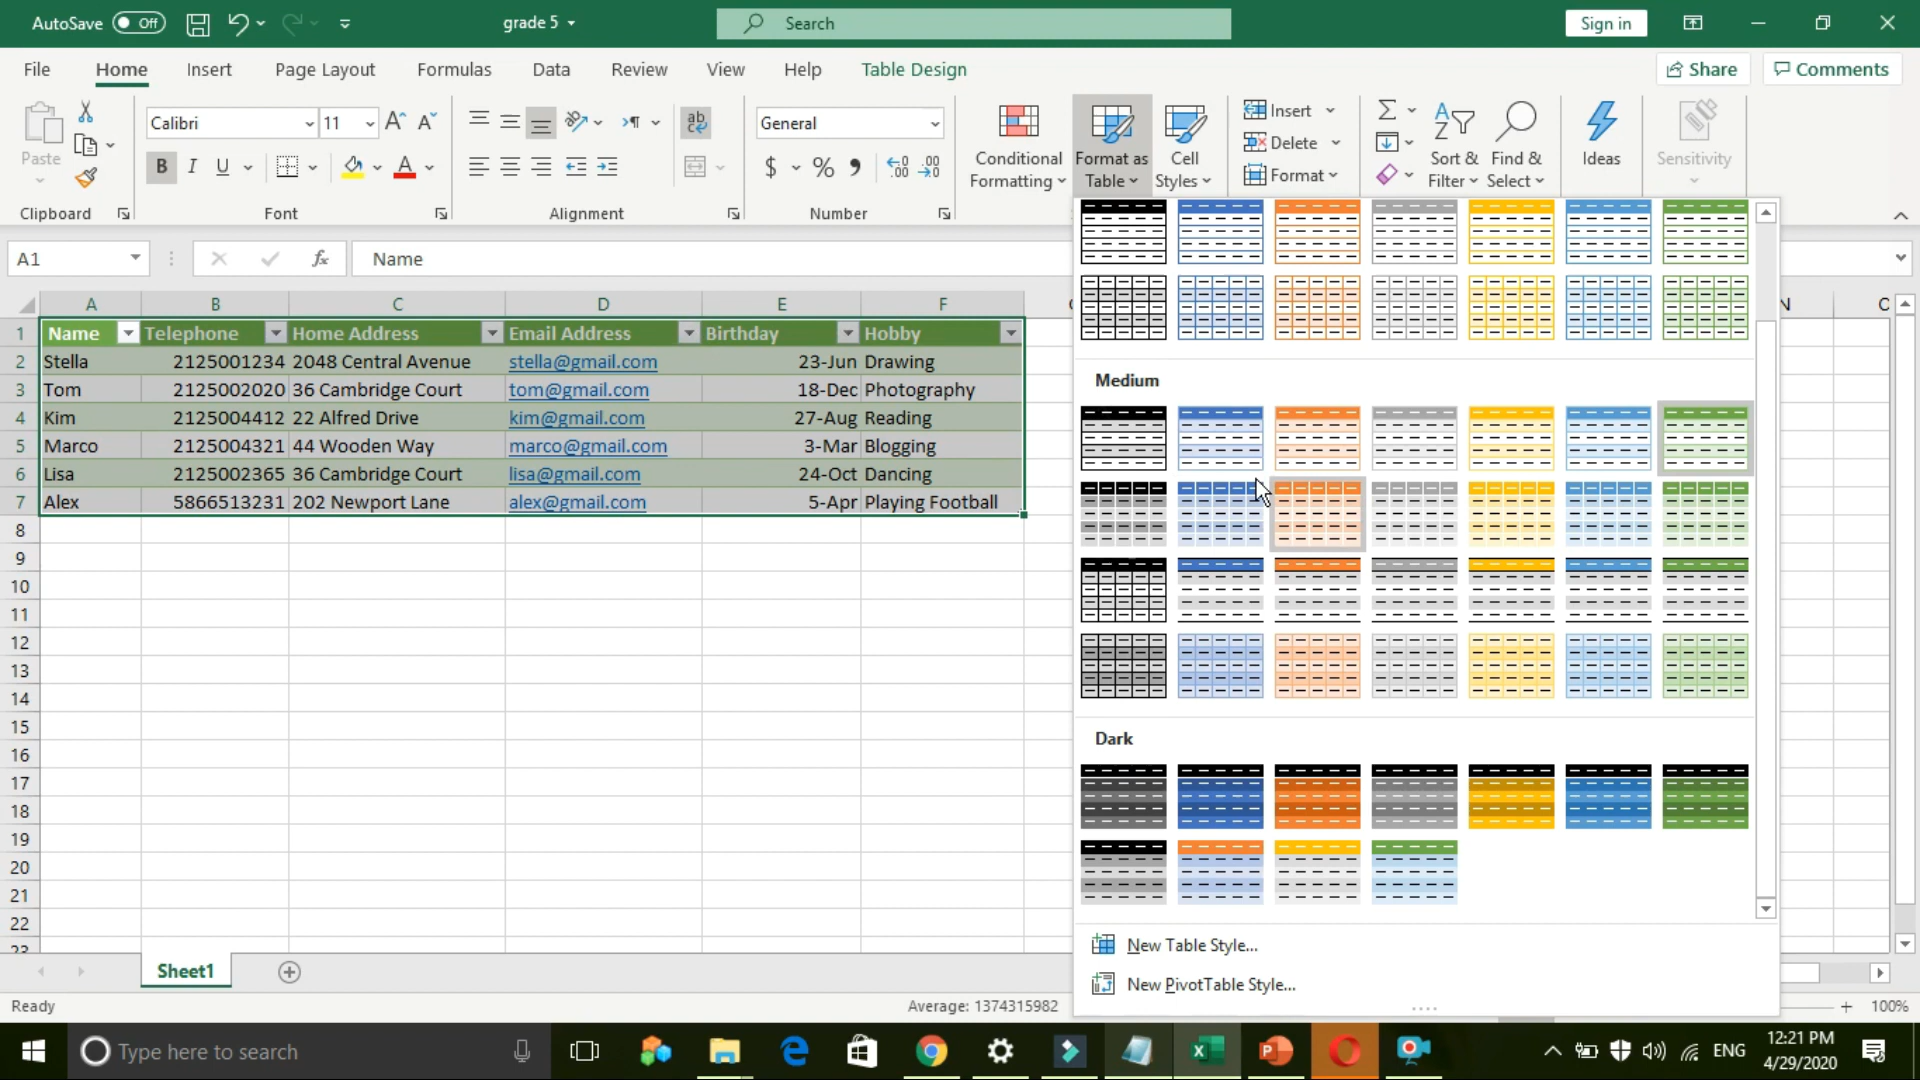 AutoSave Off grade 5 Search Sign in
File Home Insert Page Layout Formulas Data Review View Help Table Design Share Comments
Paste Calibri 11 General Conditional Formatting Format as Table Cell Styles Insert Delete Format Sort & Filter Find & Select Ideas Sensitivity
B I U A $ %
Clipboard Font Alignment Number
A1 fx Name
A B C D E F N
1 Name Telephone Home Address Email Address Birthday Hobby
2 Stella 2125001234 2048 Central Avenue stella@gmail.com 23-Jun Drawing
3 Tom 2125002020 36 Cambridge Court tom@gmail.com 18-Dec Photography
4 Kim 2125004412 22 Alfred Drive kim@gmail.com 27-Aug Reading
5 Marco 2125004321 44 Wooden Way marco@gmail.com 3-Mar Blogging
6 Lisa 2125002365 36 Cambridge Court lisa@gmail.com 24-Oct Dancing
7 Alex 5866513231 202 Newport Lane alex@gmail.com 5-Apr Playing Football
8
9
10
11
12
13
14
15
16
17
18
19
20
21
22
23
Medium
Dark
New Table Style...
New PivotTable Style...
Sheet1
Ready Average: 1374315982 100%
Type here to search ENG 12:21 PM
4/29/2020